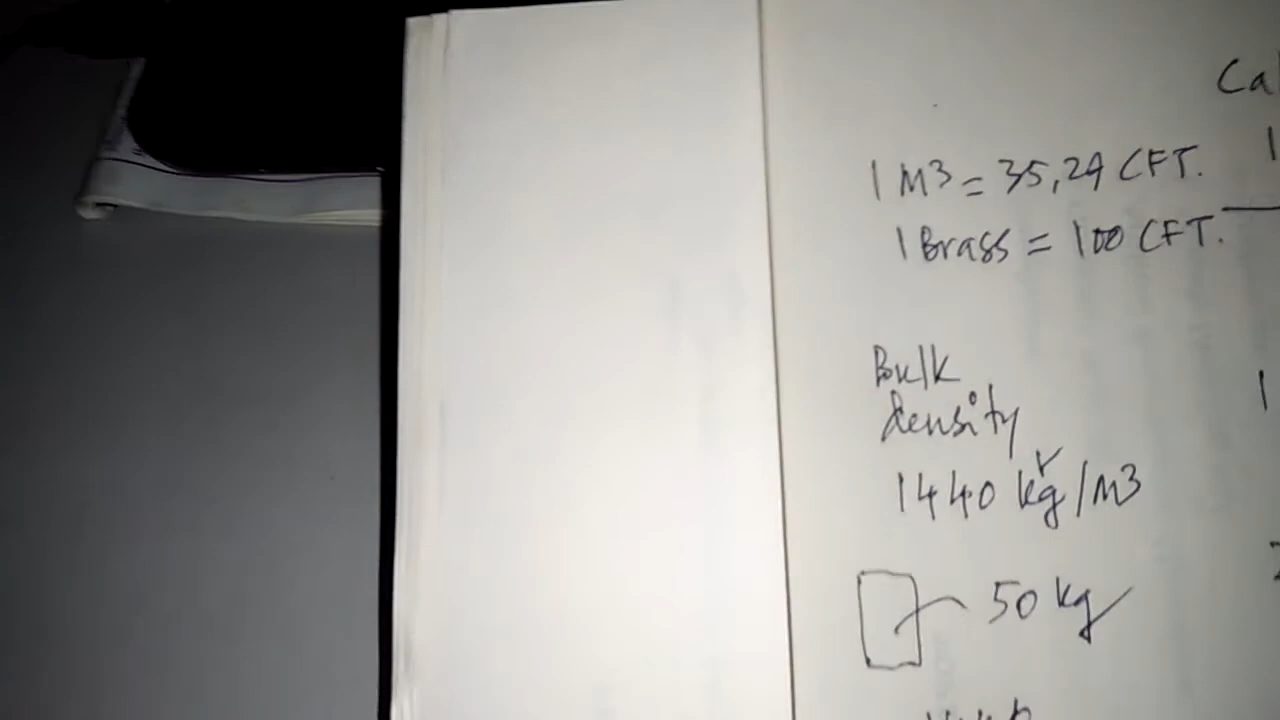 Ca
1 M3 = 35,29 CFT.
1 Brass = 100 CFT.
Bulk
density
1440 kg/M3
50 kg